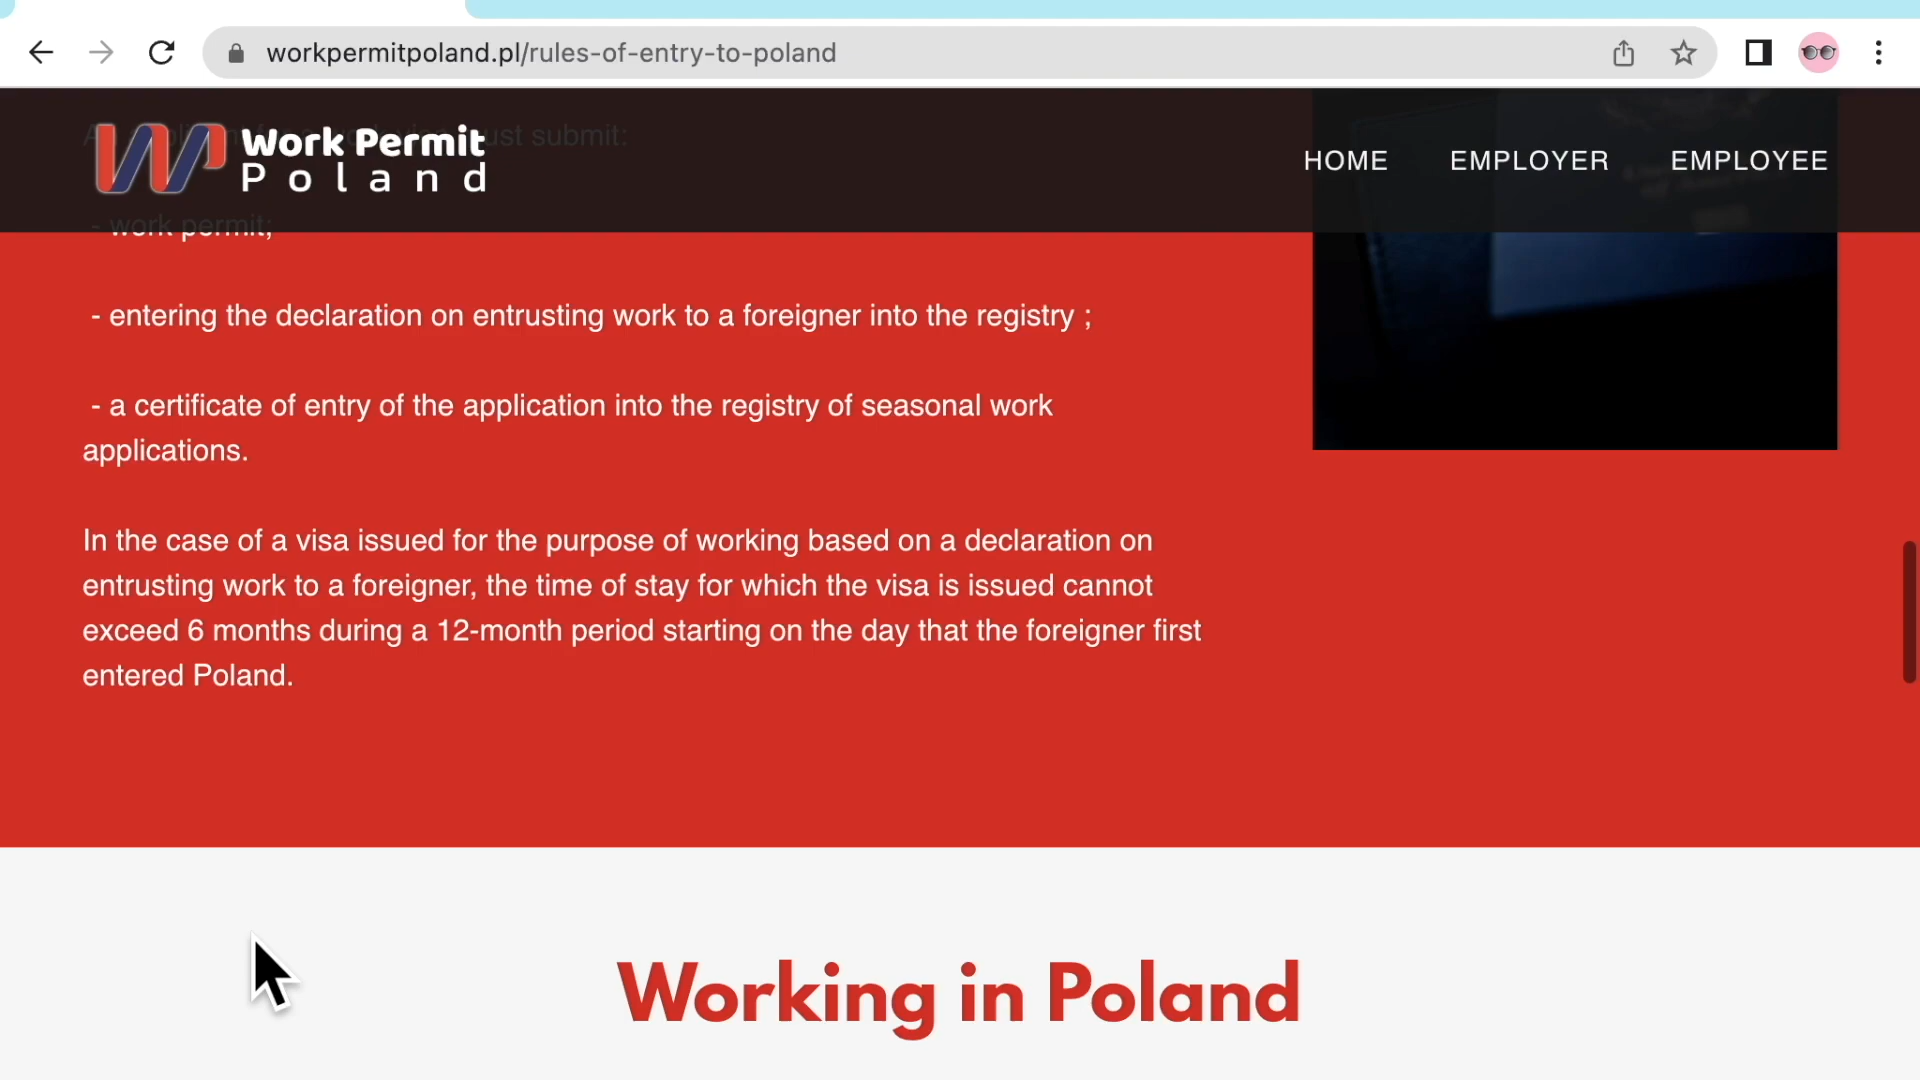 workpermitpoland.pl/rules-of-entry-to-poland
Work Permit
Poland
HOME
EMPLOYER
EMPLOYEE
ust submit:
- work permit;
- entering the declaration on entrusting work to a foreigner into the registry ;
- a certificate of entry of the application into the registry of seasonal work
applications.
In the case of a visa issued for the purpose of working based on a declaration on
entrusting work to a foreigner, the time of stay for which the visa is issued cannot
exceed 6 months during a 12-month period starting on the day that the foreigner first
entered Poland.
Working in Poland